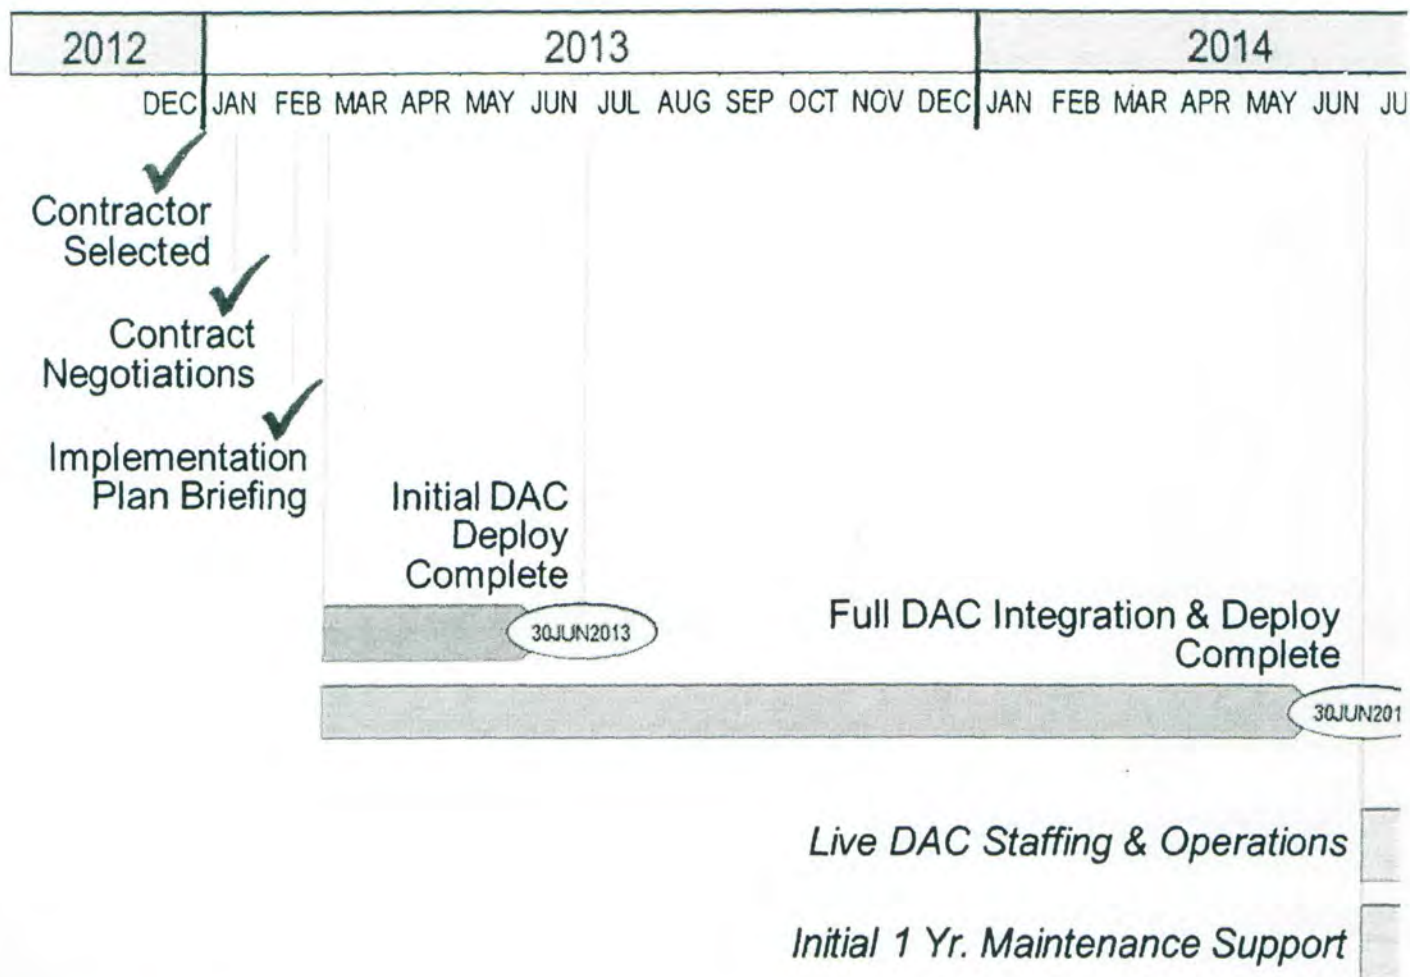 2012 2013 2014
DEC JAN FEB MAR APR MAY JUN JUL AUG SEP OCT NOV DEC JAN FEB MAR APR MAY JUN JU
Contractor
Selected
Contract
Negotiations
Implementation
Plan Briefing
Initial DAC
Deploy
Complete
30JUN2013
Full DAC Integration & Deploy
Complete
30JUN201
Live DAC Staffing & Operations
Initial 1 Yr. Maintenance Support